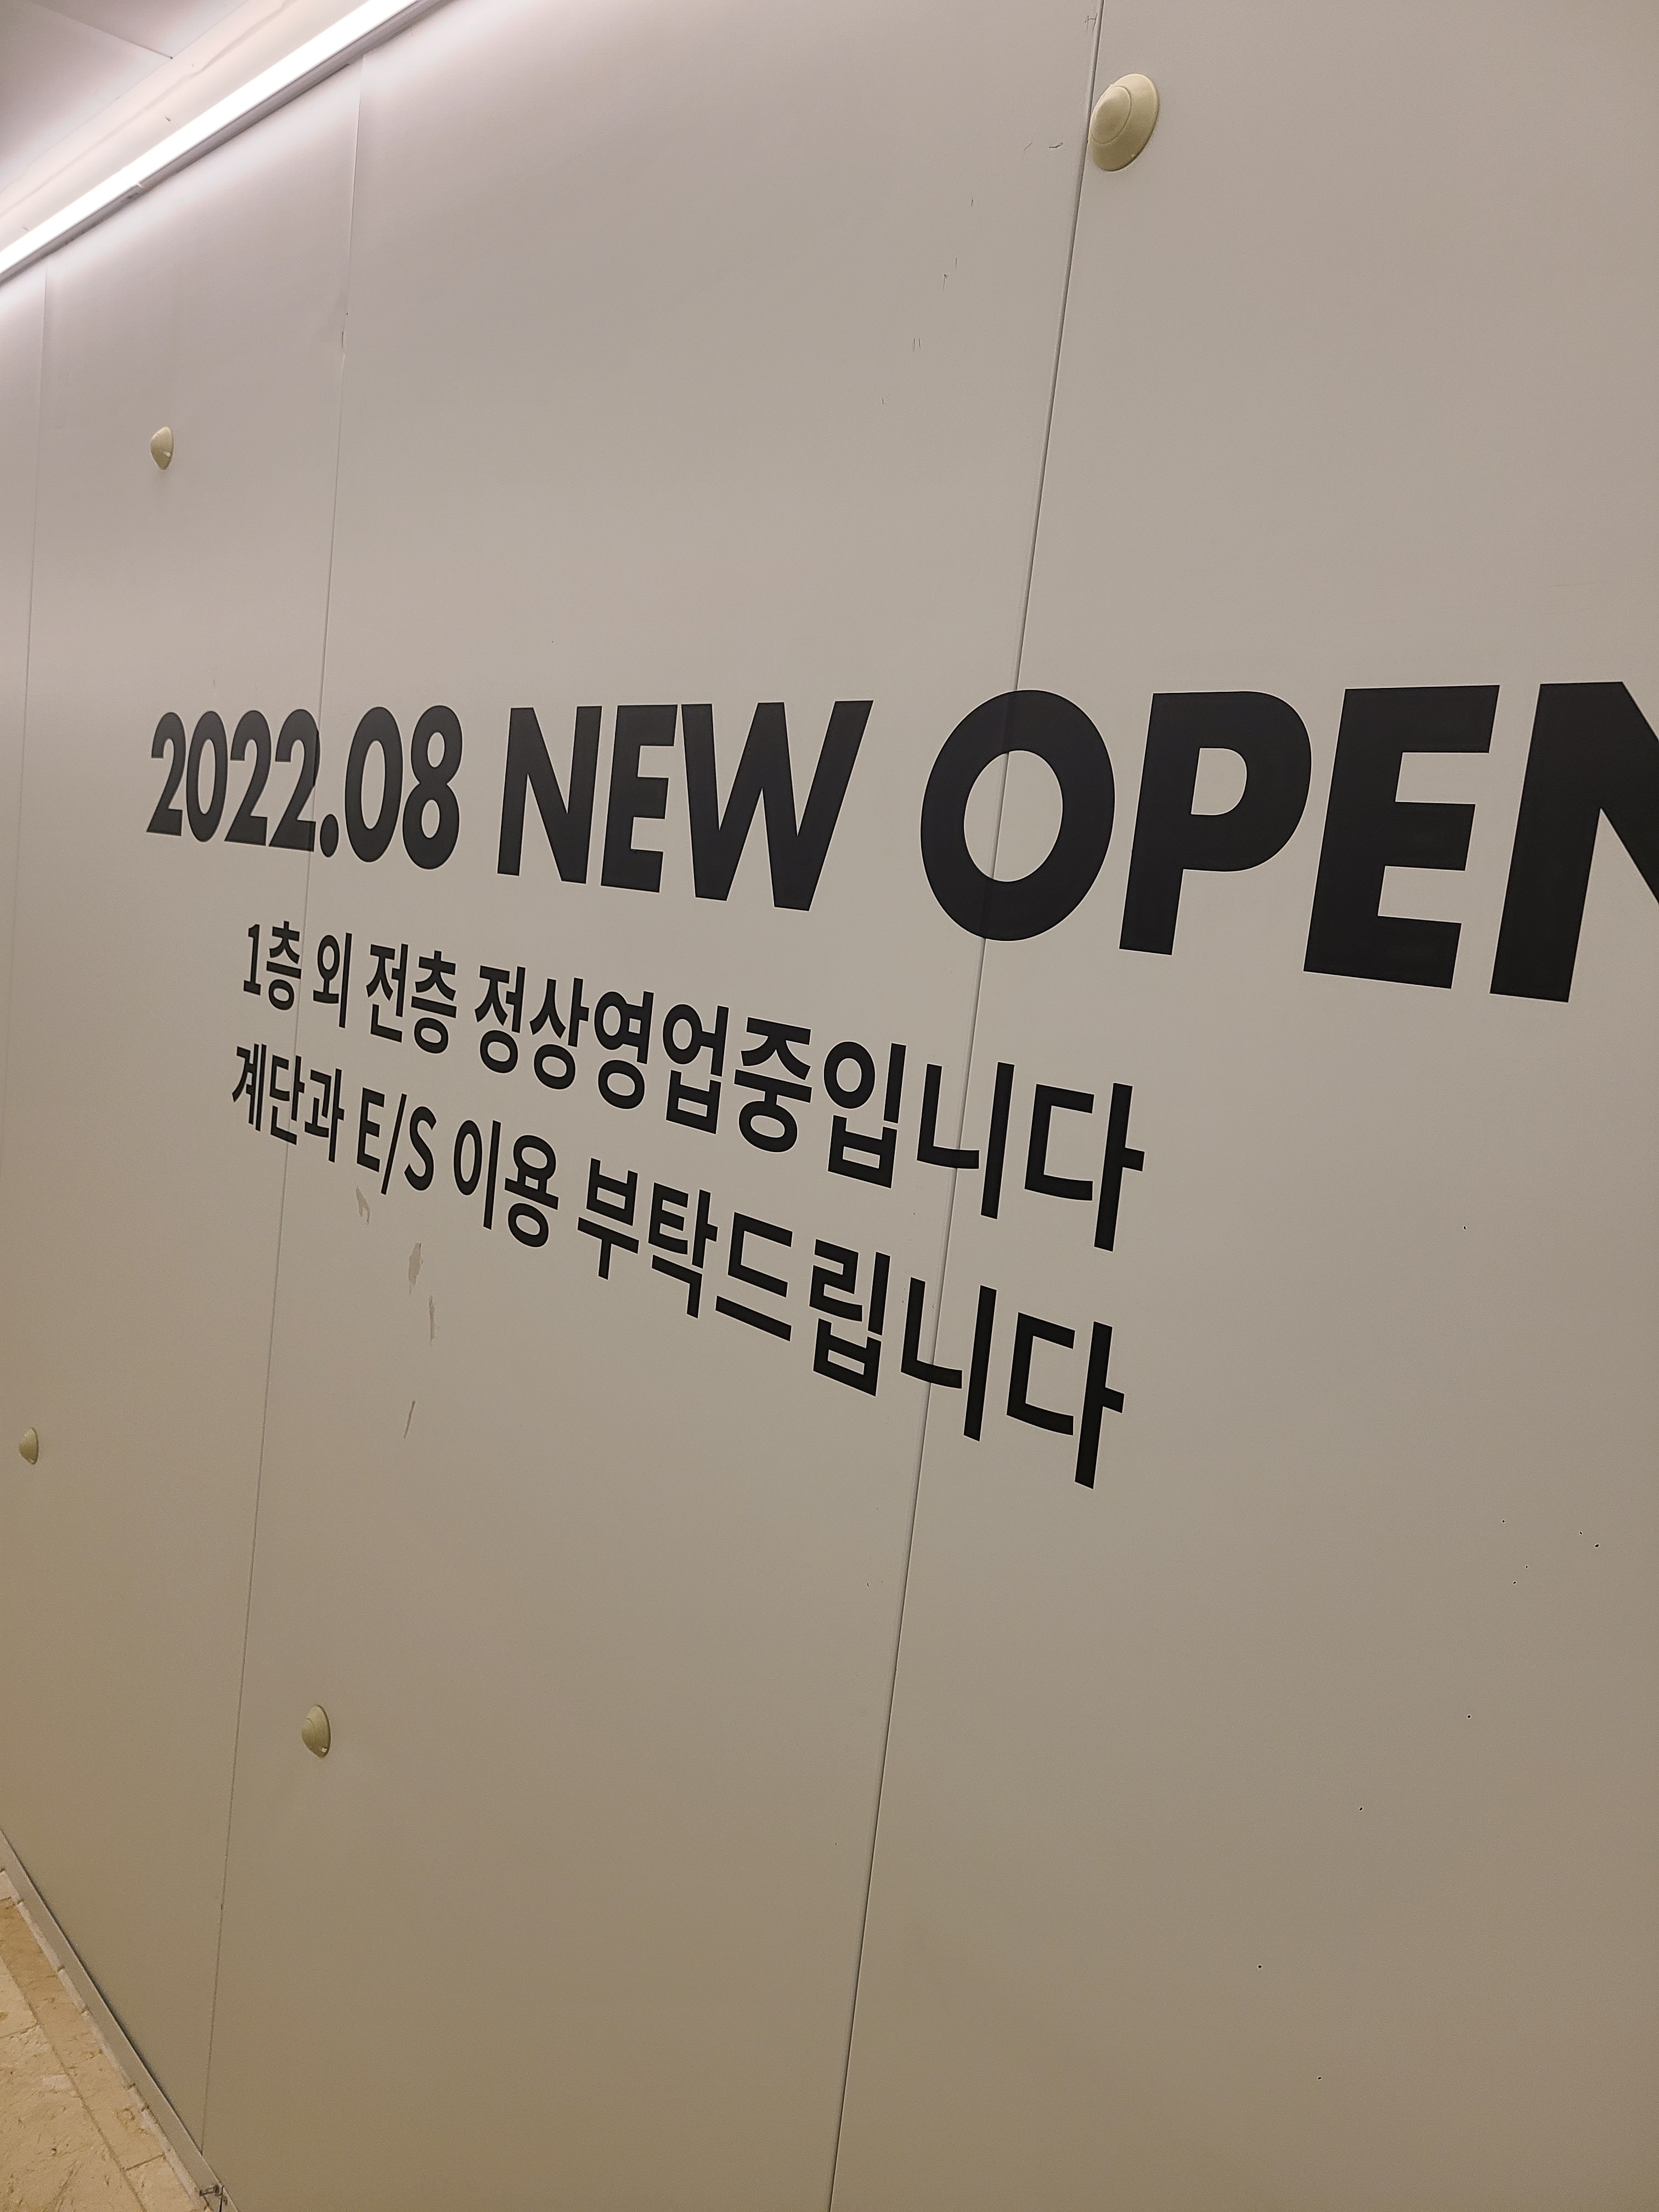 2022.08 NEW OPEN
1층 외 전층 정상영업중입니다
계단과 E/S 이용 부탁드립니다